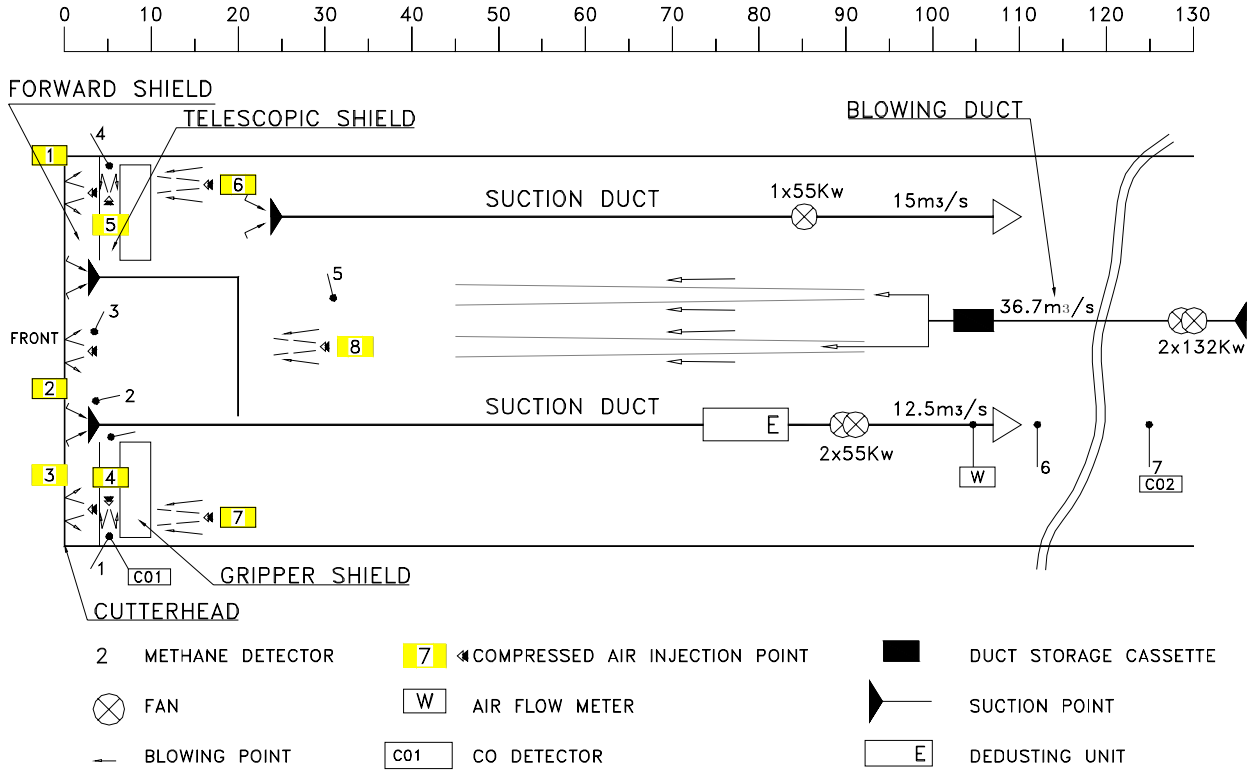 0 10 20 30 40 50 60 70 80 90 100 110 120 130
FORWARD SHIELD
TELESCOPIC SHIELD
BLOWING DUCT
4
1
6
1x55Kw
SUCTION DUCT
15m3/s
5
5
3
36.7m3/s
FRONT
8
2x132Kw
2
2
SUCTION DUCT
12.5m3/s
E
2x55Kw
3
4
W
6
7
CO2
7
1
CO1
GRIPPER SHIELD
CUTTERHEAD
2 METHANE DETECTOR
7 COMPRESSED AIR INJECTION POINT
DUCT STORAGE CASSETTE
FAN
W AIR FLOW METER
SUCTION POINT
BLOWING POINT
CO1 CO DETECTOR
E DEDUSTING UNIT